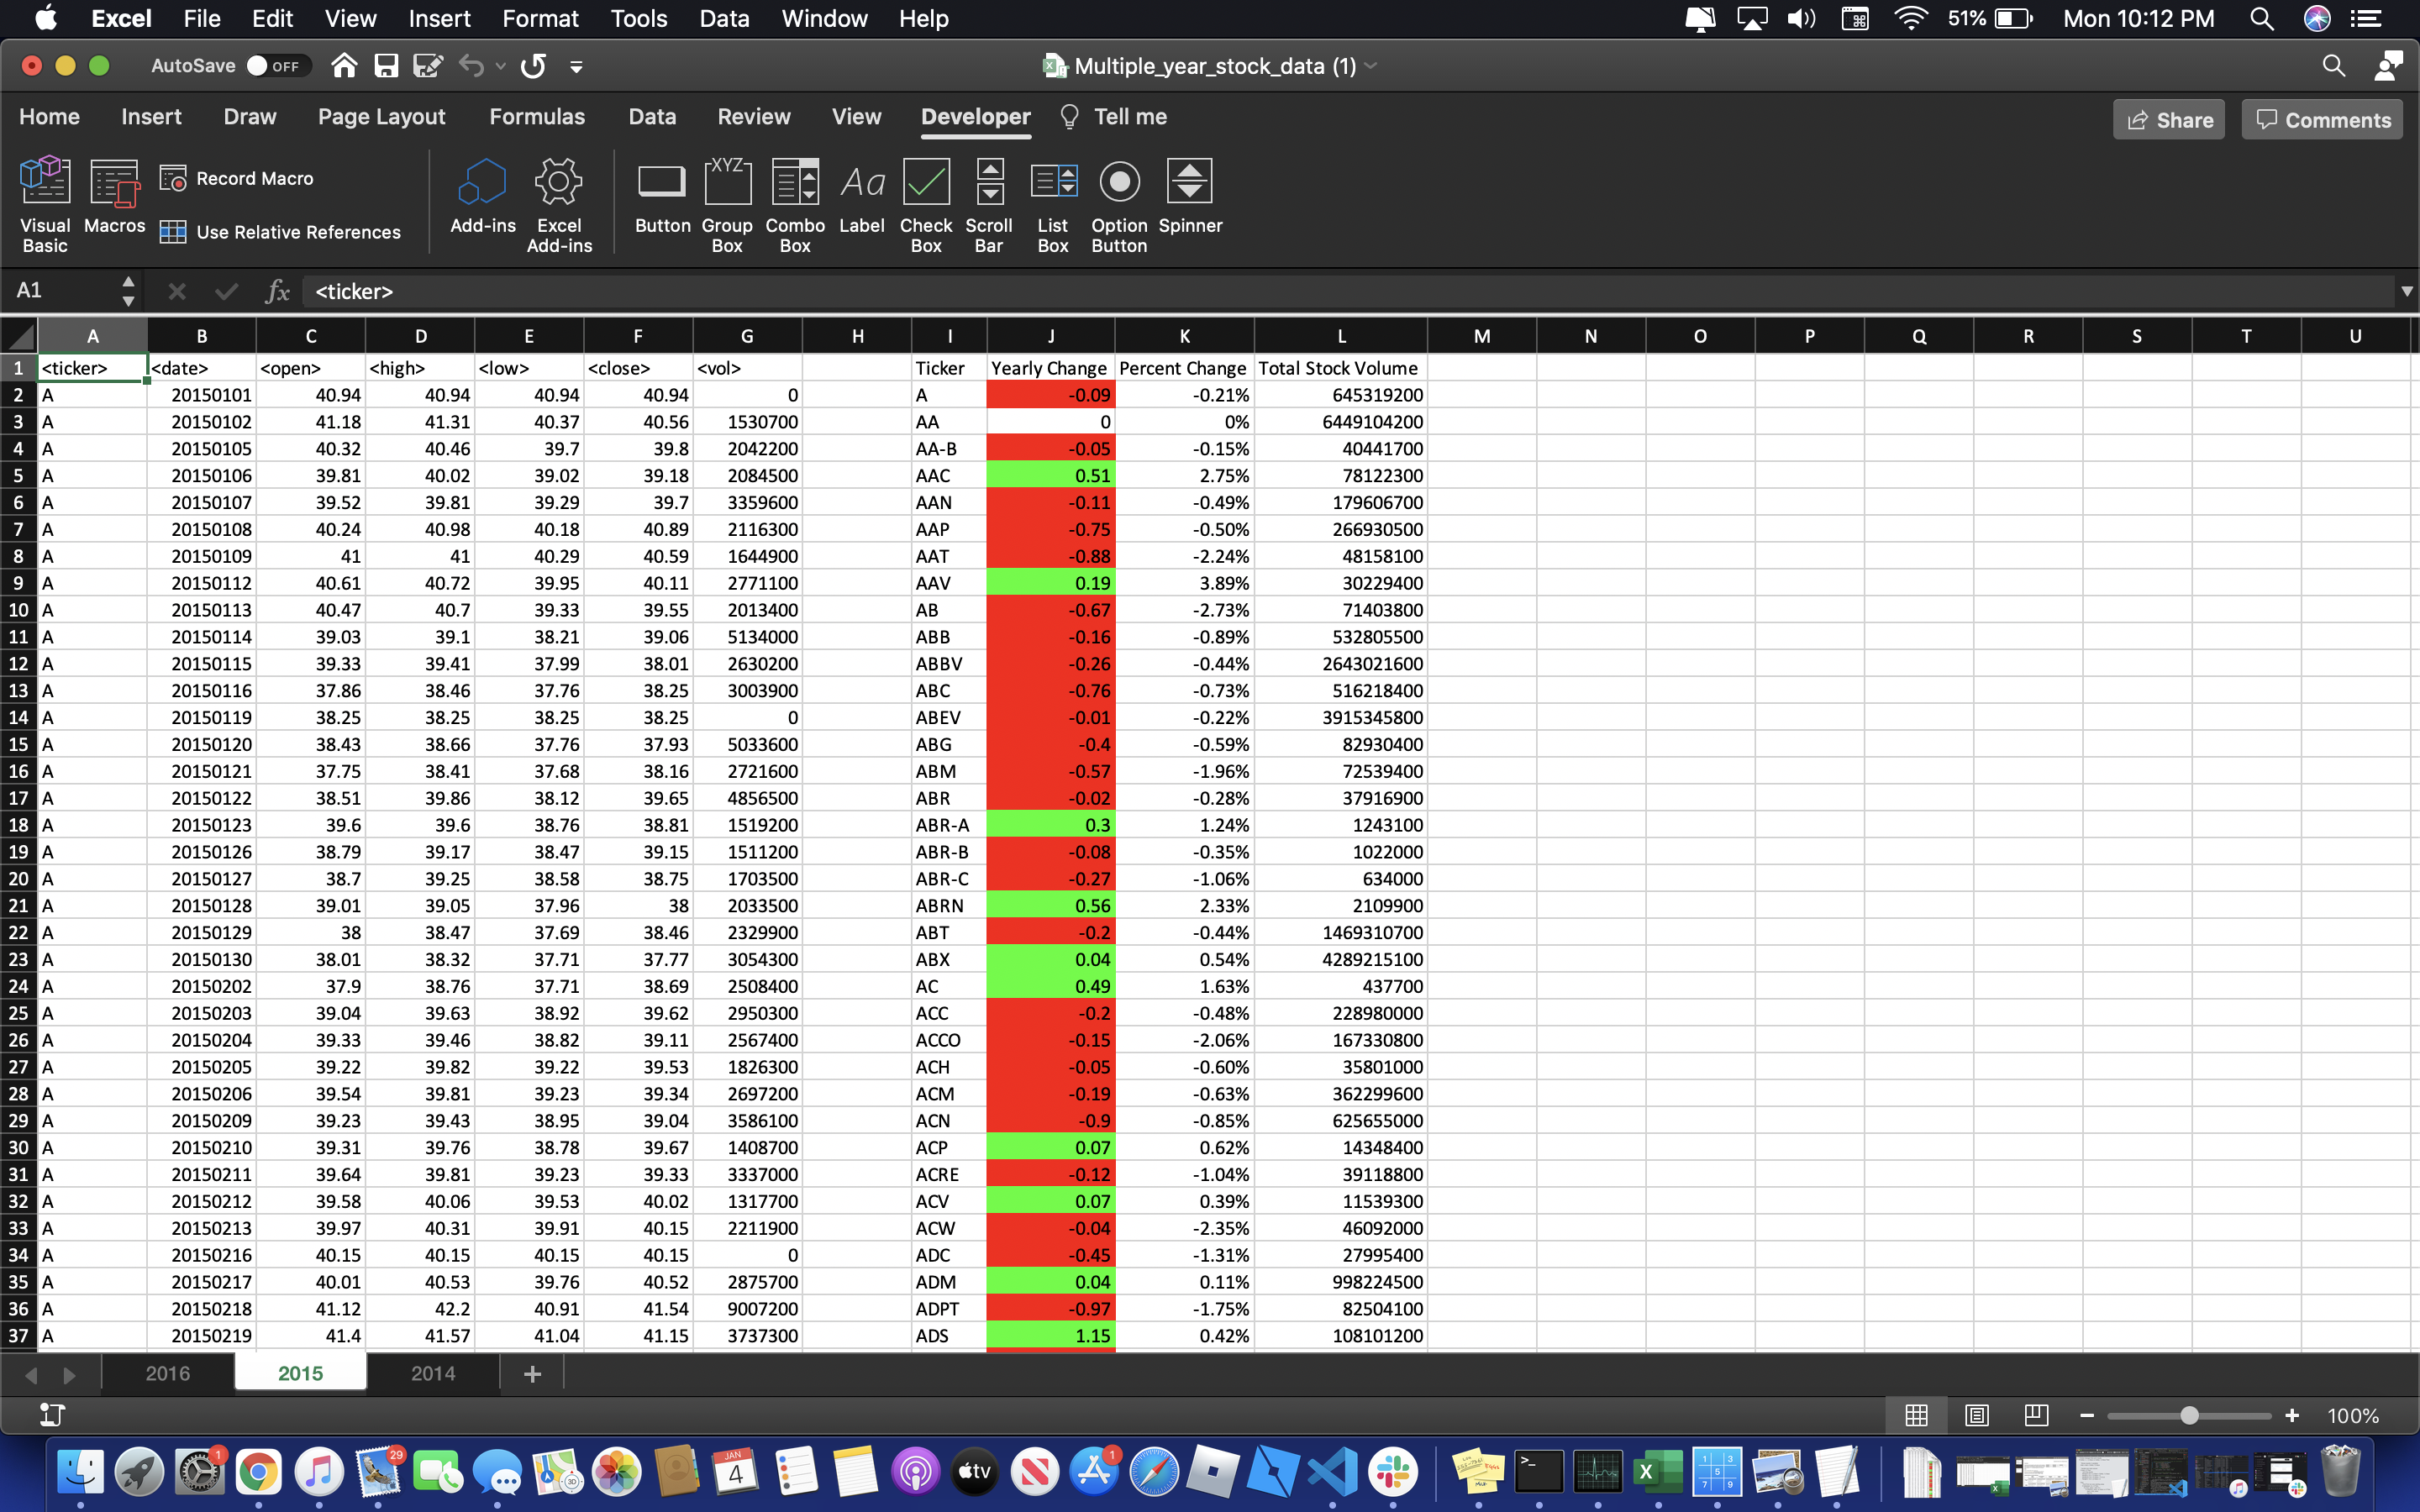 Excel File Edit View Insert Format Tools Data Window Help 51% Mon 10:12 PM
AutoSave OFF Multiple_year_stock_data (1)
Home Insert Draw Page Layout Formulas Data Review View Developer Tell me Share Comments
Visual Basic Macros Record Macro Use Relative References Add-ins Excel Add-ins Button XYZ Group Box Combo Box Aa Label Check Box Scroll Bar List Box Option Button Spinner
A1 fx <ticker>
A B C D E F G H I J K L M N O P Q R S T U
1 <ticker> <date> <open> <high> <low> <close> <vol> Ticker Yearly Change Percent Change Total Stock Volume
2 A 20150101 40.94 40.94 40.94 40.94 0 A -0.09 -0.21% 645319200
3 A 20150102 41.18 41.31 40.37 40.56 1530700 AA 0 0% 6449104200
4 A 20150105 40.32 40.46 39.7 39.8 2042200 AA-B -0.05 -0.15% 40441700
5 A 20150106 39.81 40.02 39.02 39.18 2084500 AAC 0.51 2.75% 78122300
6 A 20150107 39.52 39.81 39.29 39.7 3359600 AAN -0.11 -0.49% 179606700
7 A 20150108 40.24 40.98 40.18 40.89 2116300 AAP -0.75 -0.50% 266930500
8 A 20150109 41 41 40.29 40.59 1644900 AAT -0.88 -2.24% 48158100
9 A 20150112 40.61 40.72 39.95 40.11 2771100 AAV 0.19 3.89% 30229400
10 A 20150113 40.47 40.7 39.33 39.55 2013400 AB -0.67 -2.73% 71403800
11 A 20150114 39.03 39.1 38.21 39.06 5134000 ABB -0.16 -0.89% 532805500
12 A 20150115 39.33 39.41 37.99 38.01 2630200 ABBV -0.26 -0.44% 2643021600
13 A 20150116 37.86 38.46 37.76 38.25 3003900 ABC -0.76 -0.73% 516218400
14 A 20150119 38.25 38.25 38.25 38.25 0 ABEV -0.01 -0.22% 3915345800
15 A 20150120 38.43 38.66 37.76 37.93 5033600 ABG -0.4 -0.59% 82930400
16 A 20150121 37.75 38.41 37.68 38.16 2721600 ABM -0.57 -1.96% 72539400
17 A 20150122 38.51 39.86 38.12 39.65 4856500 ABR -0.02 -0.28% 37916900
18 A 20150123 39.6 39.6 38.76 38.81 1519200 ABR-A 0.3 1.24% 1243100
19 A 20150126 38.79 39.17 38.47 39.15 1511200 ABR-B -0.08 -0.35% 1022000
20 A 20150127 38.7 39.25 38.58 38.75 1703500 ABR-C -0.27 -1.06% 634000
21 A 20150128 39.01 39.05 37.96 38 2033500 ABRN 0.56 2.33% 2109900
22 A 20150129 38 38.47 37.69 38.46 2329900 ABT -0.2 -0.44% 1469310700
23 A 20150130 38.01 38.32 37.71 37.77 3054300 ABX 0.04 0.54% 4289215100
24 A 20150202 37.9 38.76 37.71 38.69 2508400 AC 0.49 1.63% 437700
25 A 20150203 39.04 39.63 38.92 39.62 2950300 ACC -0.2 -0.48% 228980000
26 A 20150204 39.33 39.46 38.82 39.11 2567400 ACCO -0.15 -2.06% 167330800
27 A 20150205 39.22 39.82 39.22 39.53 1826300 ACH -0.05 -0.60% 35801000
28 A 20150206 39.54 39.81 39.23 39.34 2697200 ACM -0.19 -0.63% 362299600
29 A 20150209 39.23 39.43 38.95 39.04 3586100 ACN -0.9 -0.85% 625655000
30 A 20150210 39.31 39.76 38.78 39.67 1408700 ACP 0.07 0.62% 14348400
31 A 20150211 39.64 39.81 39.23 39.33 3337000 ACRE -0.12 -1.04% 39118800
32 A 20150212 39.58 40.06 39.53 40.02 1317700 ACV 0.07 0.39% 11539300
33 A 20150213 39.97 40.31 39.91 40.15 2211900 ACW -0.04 -2.35% 46092000
34 A 20150216 40.15 40.15 40.15 40.15 0 ADC -0.45 -1.31% 27995400
35 A 20150217 40.01 40.53 39.76 40.52 2875700 ADM 0.04 0.11% 998224500
36 A 20150218 41.12 42.2 40.91 41.54 9007200 ADPT -0.97 -1.75% 82504100
37 A 20150219 41.4 41.57 41.04 41.15 3737300 ADS 1.15 0.42% 108101200
2016 2015 2014 +
100%
1 29 3D JAN 4 tv 1 >_ X 1 3 5 7 9